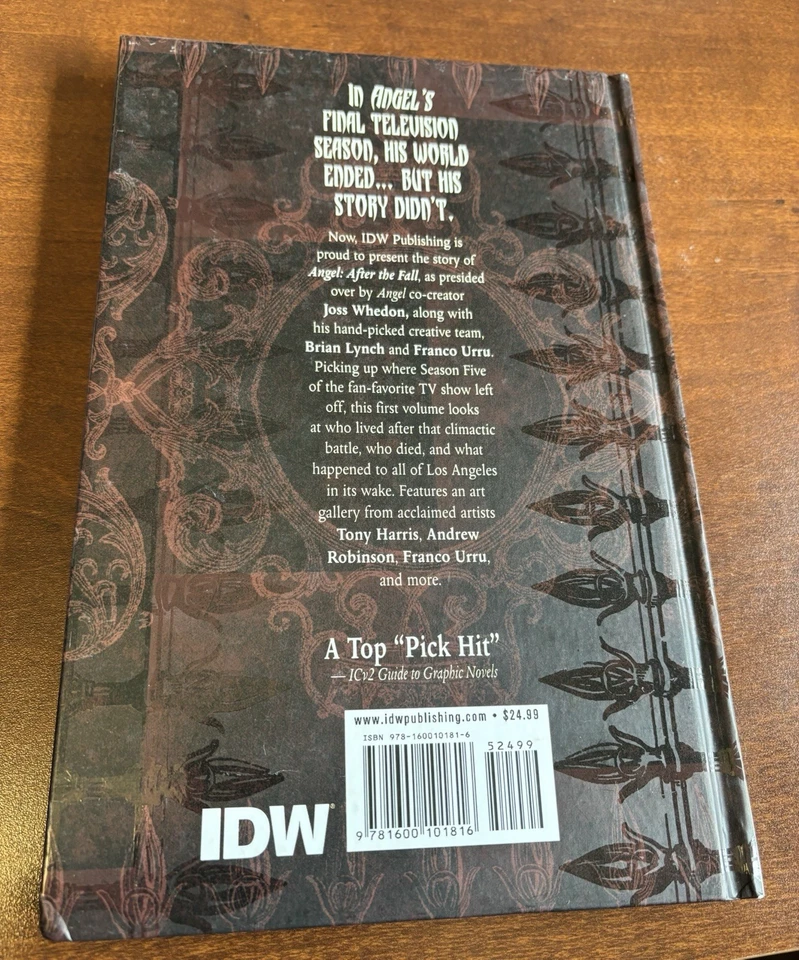 In Angel's
Final Television
Season, His World
Ended... But His
Story Didn't.
Now, IDW Publishing is
proud to present the story of
Angel: After the Fall, as presided
over by Angel co-creator
Joss Whedon, along with
his hand-picked creative team,
Brian Lynch and Franco Urru.
Picking up where Season Five
of the fan-favorite TV show left
off, this first volume looks
at who lived after that climactic
battle, who died, and what
happened to all of Los Angeles
in its wake. Features an art
gallery from acclaimed artists
Tony Harris, Andrew
Robinson, Franco Urru,
and more.
A Top “Pick Hit”
— ICv2 Guide to Graphic Novels
www.idwpublishing.com • $24.99
ISBN 978-160010181-6
52499
9 781600 101816
IDW®